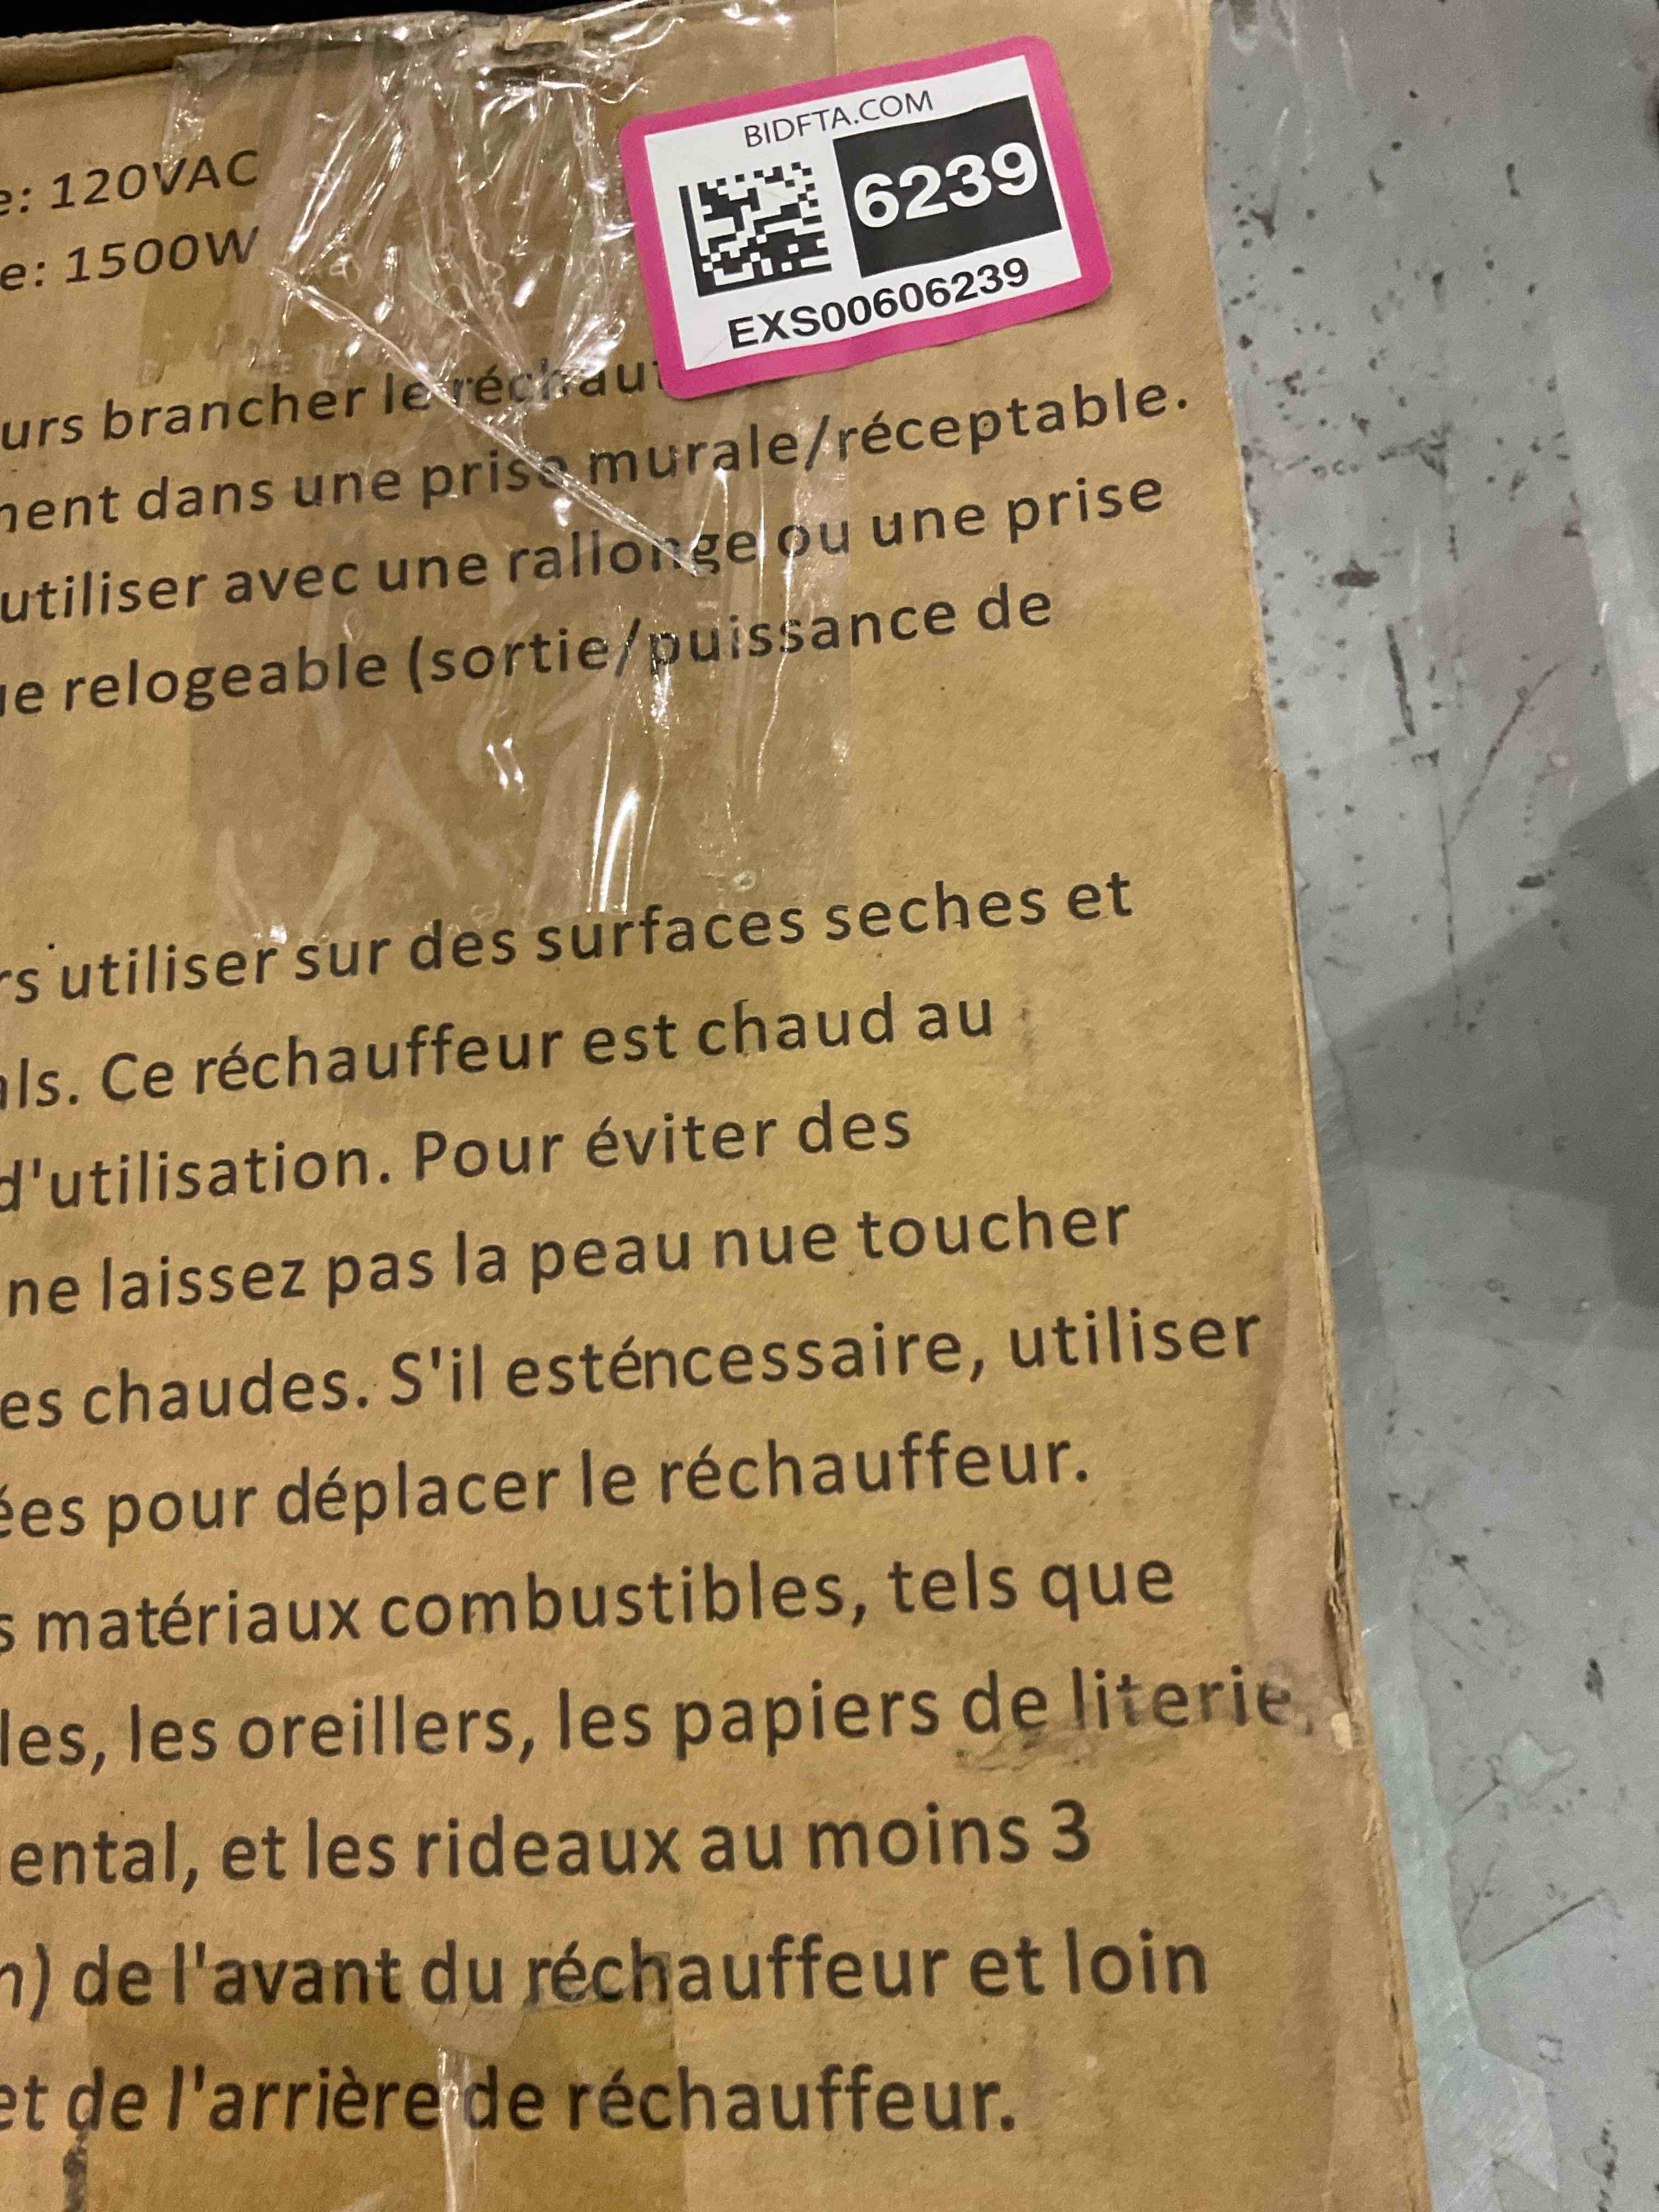 BIDFTA.COM
6239
EXS00606239
e: 120VAC
e: 1500W
urs brancher le réchauf
ment dans une prise murale/réceptable.
utiliser avec une rallonge ou une prise
ue relogeable (sortie/puissance de
rs utiliser sur des surfaces seches et
als. Ce réchauffeur est chaud au
d'utilisation. Pour éviter des
ne laissez pas la peau nue toucher
es chaudes. S'il esténcessaire, utiliser
ées pour déplacer le réchauffeur.
s matériaux combustibles, tels que
les, les oreillers, les papiers de literie,
ental, et les rideaux au moins 3
n) de l'avant du réchauffeur et loin
et de l'arrière de réchauffeur.